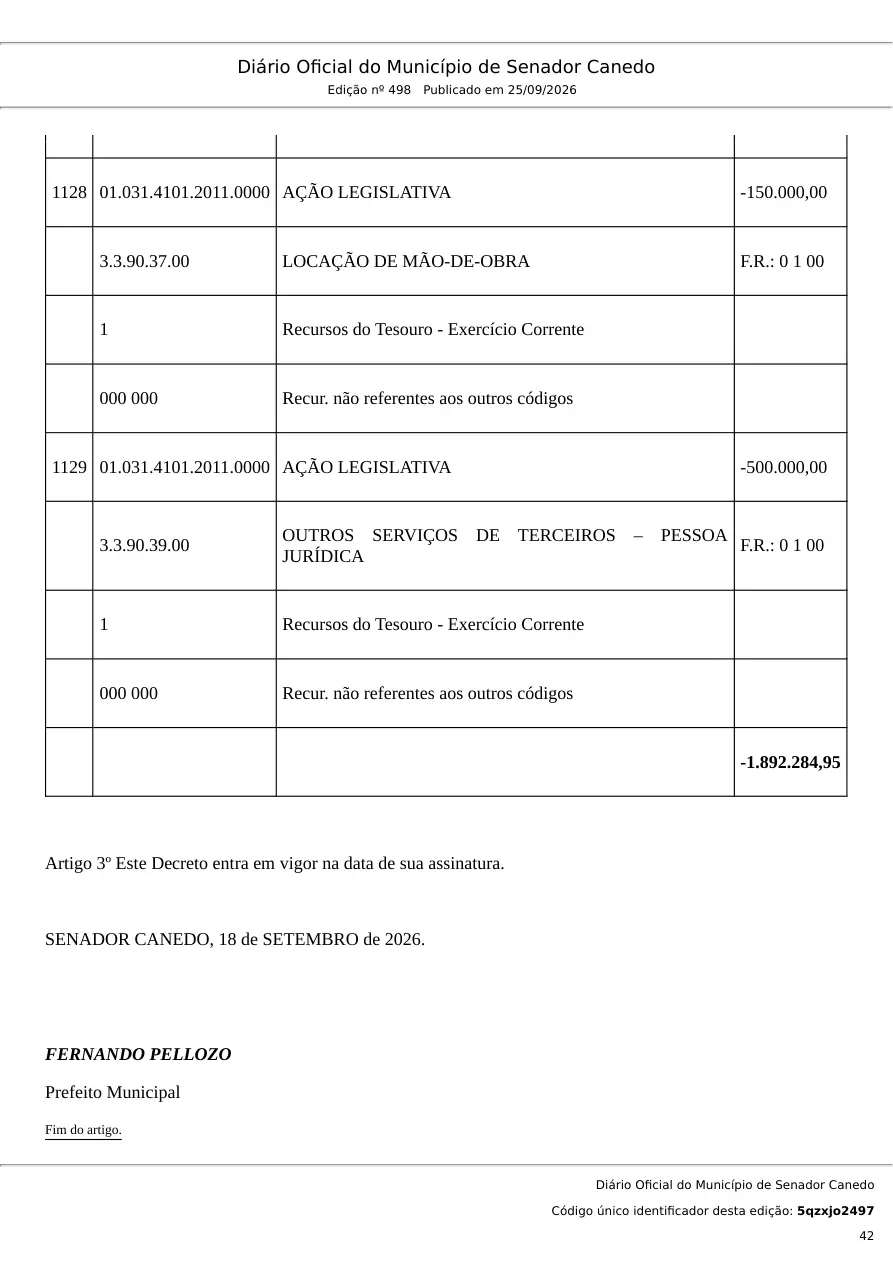 Diário Oficial do Município de Senador Canedo
Edição nº 498 Publicado em 25/09/2026
1128 01.031.4101.2011.0000 AÇÃO LEGISLATIVA -150.000,00
3.3.90.37.00 LOCAÇÃO DE MÃO-DE-OBRA F.R.: 0 1 00
1 Recursos do Tesouro - Exercício Corrente
000 000 Recur. não referentes aos outros códigos
1129 01.031.4101.2011.0000 AÇÃO LEGISLATIVA -500.000,00
3.3.90.39.00 OUTROS SERVIÇOS DE TERCEIROS – PESSOA
JURÍDICA F.R.: 0 1 00
1 Recursos do Tesouro - Exercício Corrente
000 000 Recur. não referentes aos outros códigos
-1.892.284,95
Artigo 3º Este Decreto entra em vigor na data de sua assinatura.
SENADOR CANEDO, 18 de SETEMBRO de 2026.
FERNANDO PELLOZO
Prefeito Municipal
Fim do artigo.
Diário Oficial do Município de Senador Canedo
Código único identificador desta edição: 5qzxjo2497
42